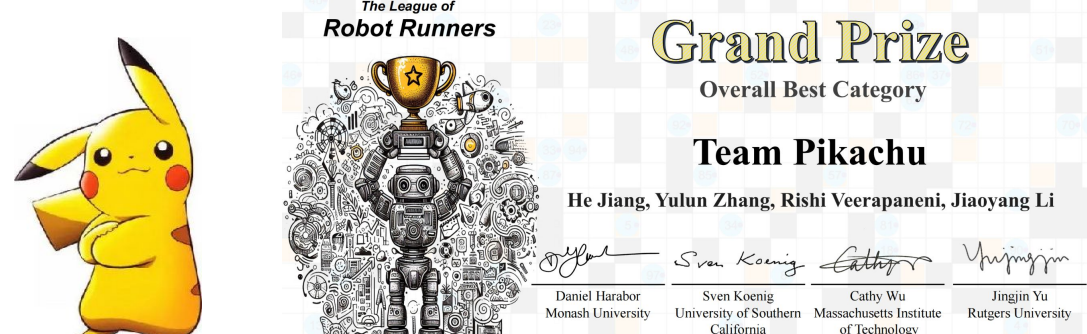 The League of
Robot Runners
Grand Prize
Overall Best Category
Team Pikachu
He Jiang, Yulun Zhang, Rishi Veerapaneni, Jiaoyang Li
Sven Koenig
Daniel Harabor
Monash University
Sven Koenig
University of Southern
California
Cathy Wu
Massachusetts Institute
of Technology
Jingjin Yu
Rutgers University